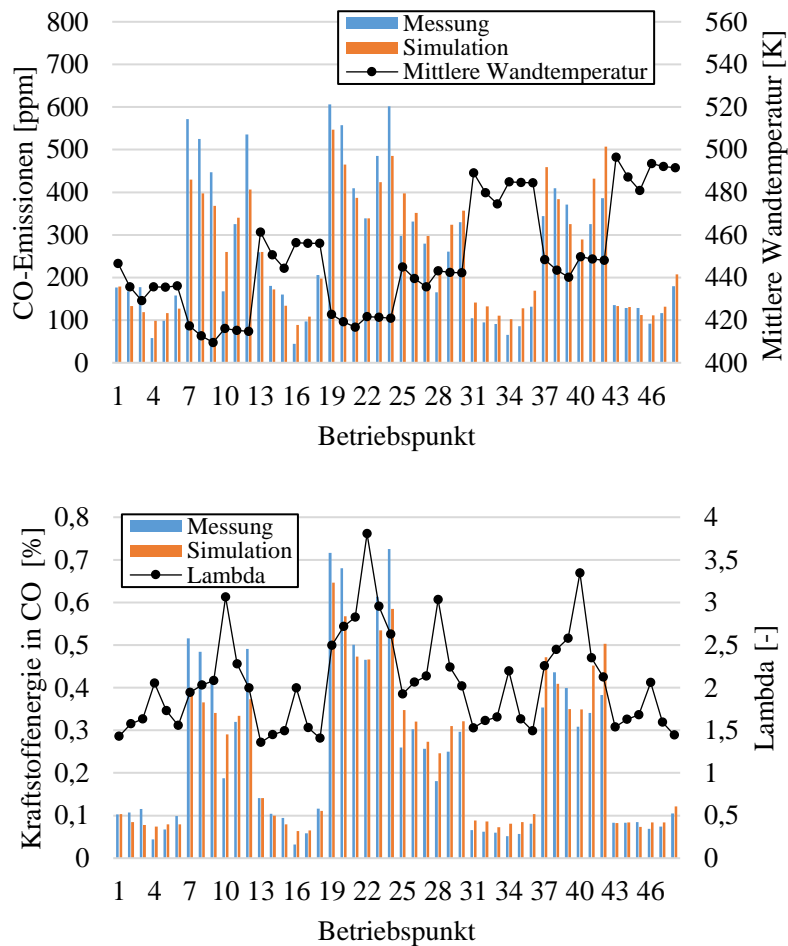 800
700
600
500
400
300
200
100
0
CO-Emissionen [ppm]
Messung
Simulation
Mittlere Wandtemperatur
560
540
520
500
480
460
440
420
400
Mittlere Wandtemperatur [K]
1 4 7 10 13 16 19 22 25 28 31 34 37 40 43 46
Betriebspunkt
0,8
0,7
0,6
0,5
0,4
0,3
0,2
0,1
0
Kraftstoffenergie in CO [%]
Messung
Simulation
Lambda
4
3,5
3
2,5
2
1,5
1
0,5
0
Lambda [-]
1 4 7 10 13 16 19 22 25 28 31 34 37 40 43 46
Betriebspunkt